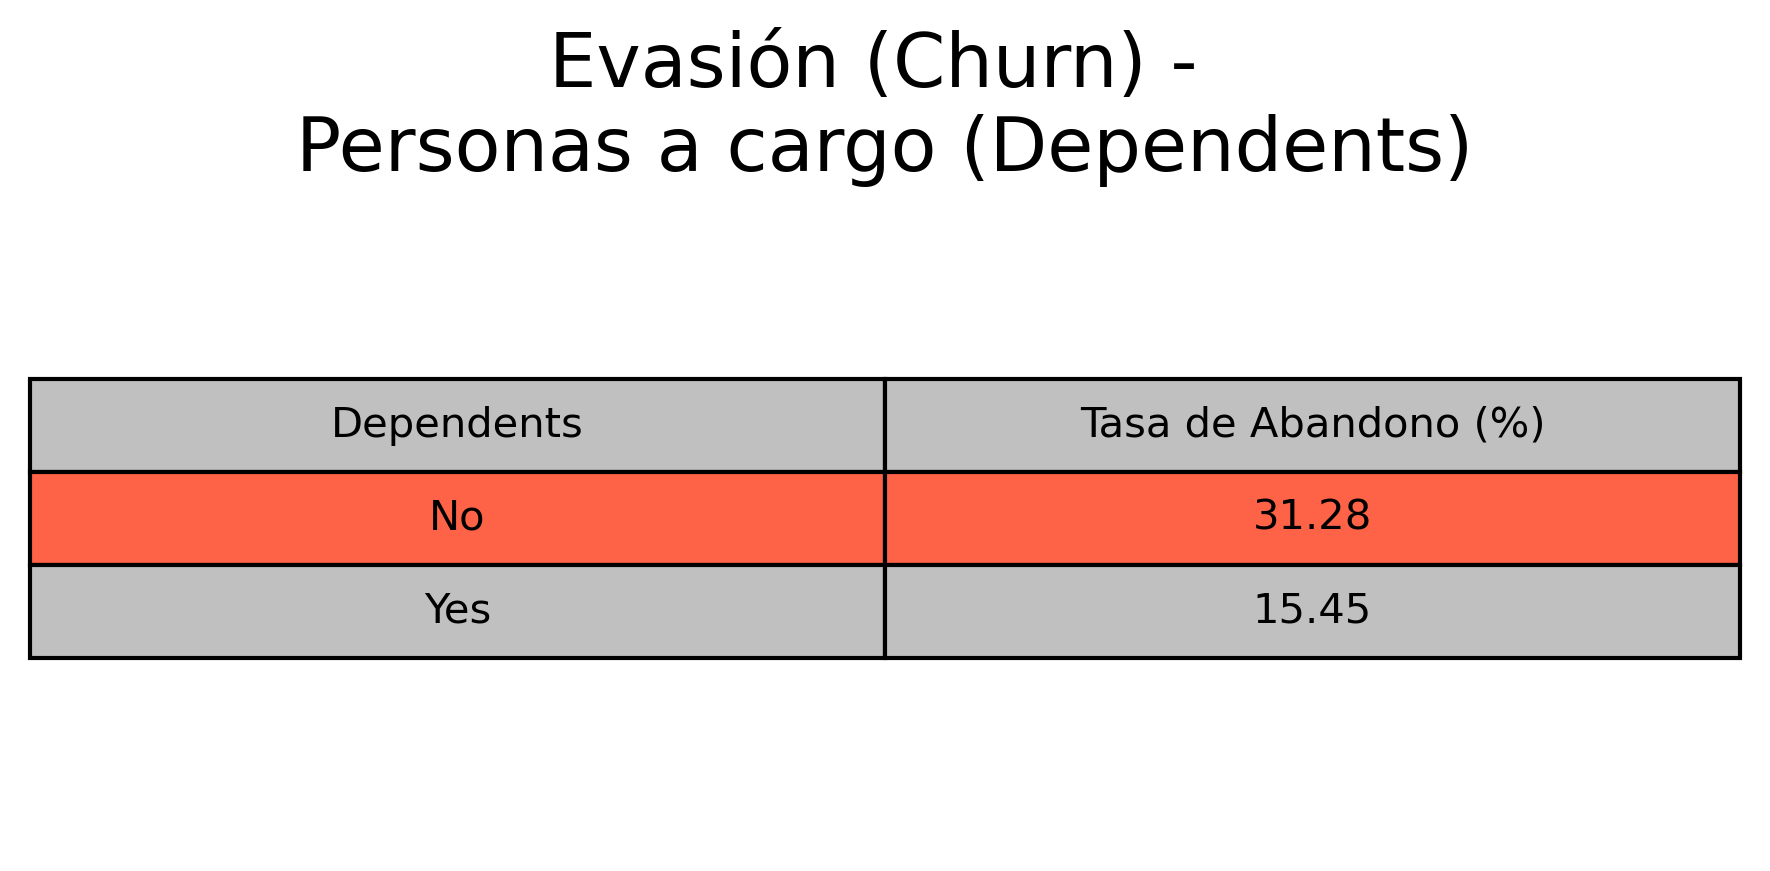 Evasión (Churn) -
Personas a cargo (Dependents)
Dependents Tasa de Abandono (%)
No 31.28
Yes 15.45